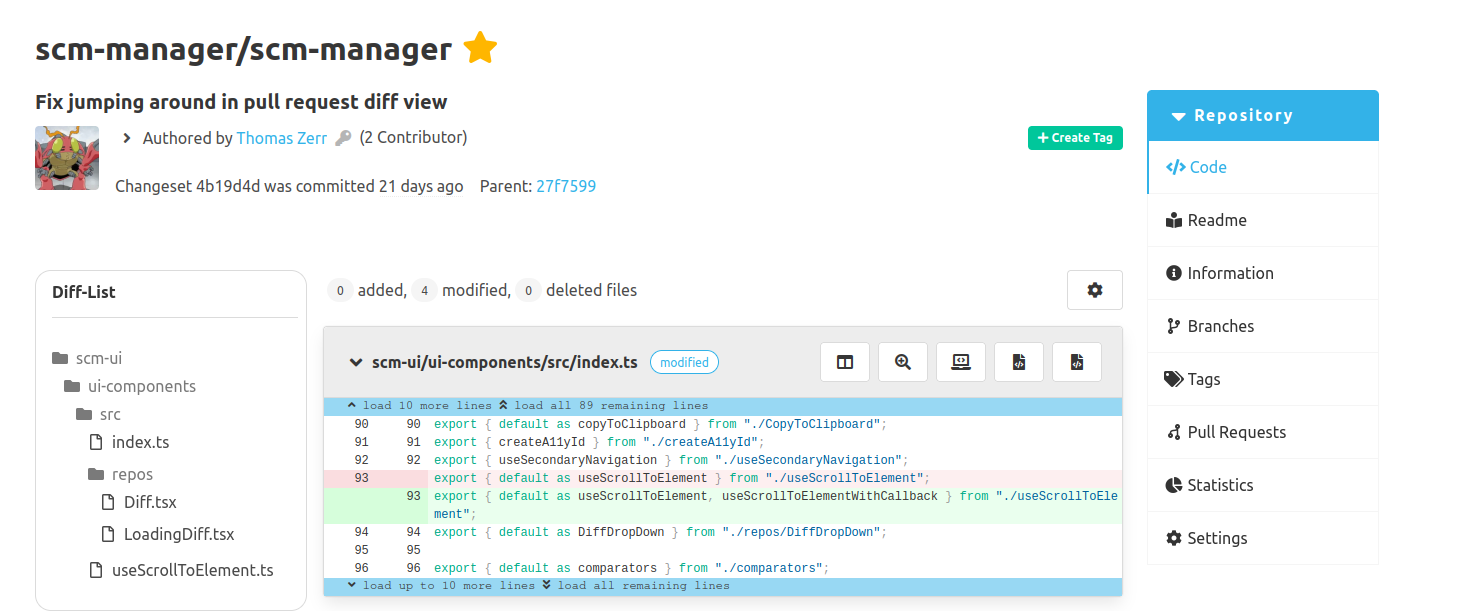 scm-manager/scm-manager
Fix jumping around in pull request diff view
Authored by Thomas Zerr (2 Contributor)
Create Tag
Changeset 4b19d4d was committed 21 days ago Parent: 27f7599
Repository
Code
Readme
Information
Branches
Tags
Pull Requests
Statistics
Settings
Diff-List
scm-ui
ui-components
src
index.ts
repos
Diff.tsx
LoadingDiff.tsx
useScrollToElement.ts
0 added, 4 modified, 0 deleted files
scm-ui/ui-components/src/index.ts modified
load 10 more lines load all 89 remaining lines
90 90 export { default as copyToClipboard } from "./CopyToClipboard";
91 91 export { createA11yId } from "./createA11yId";
92 92 export { useSecondaryNavigation } from "./useSecondaryNavigation";
93 export { default as useScrollToElement } from "./useScrollToElement";
93 export { default as useScrollToElement, useScrollToElementWithCallback } from "./useScrollToEle
ment";
94 94 export { default as DiffDropDown } from "./repos/DiffDropDown";
95 95
96 96 export { default as comparators } from "./comparators";
load up to 10 more lines load all remaining lines